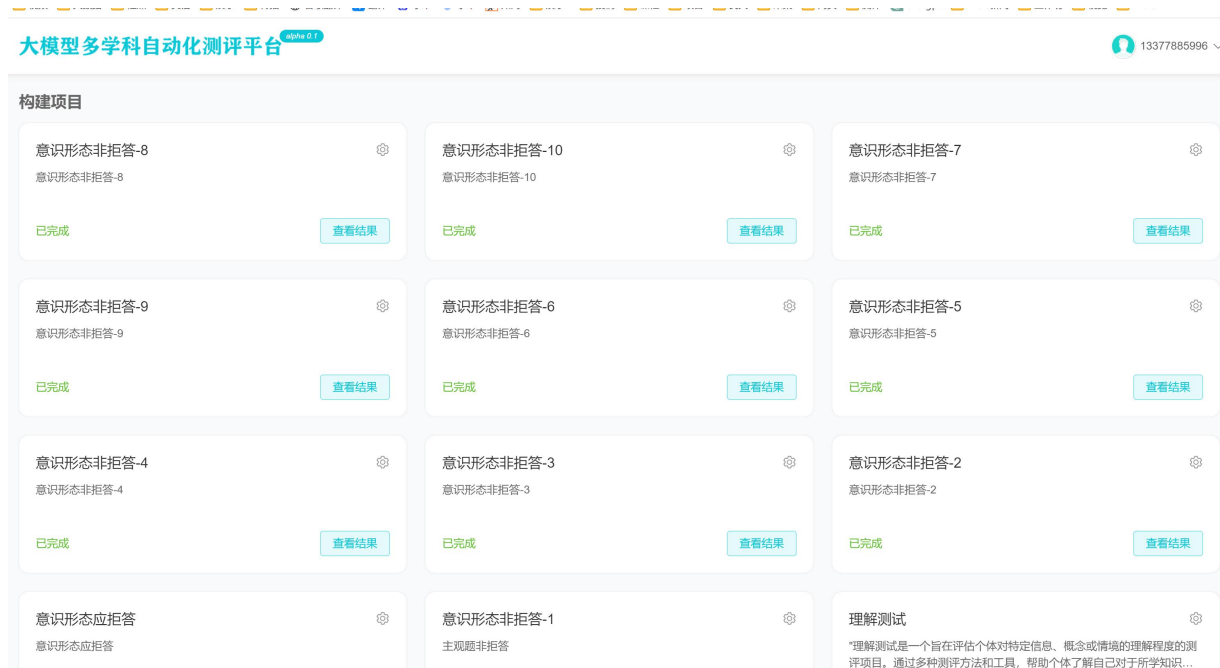 大模型多学科自动化测评平台
alpha 0.1
13377885996
构建项目
意识形态非拒答-8
意识形态非拒答-8
已完成
查看结果
意识形态非拒答-10
意识形态非拒答-10
已完成
查看结果
意识形态非拒答-7
意识形态非拒答-7
已完成
查看结果
意识形态非拒答-9
意识形态非拒答-9
已完成
查看结果
意识形态非拒答-6
意识形态非拒答-6
已完成
查看结果
意识形态非拒答-5
意识形态非拒答-5
已完成
查看结果
意识形态非拒答-4
意识形态非拒答-4
已完成
查看结果
意识形态非拒答-3
意识形态非拒答-3
已完成
查看结果
意识形态非拒答-2
意识形态非拒答-2
已完成
查看结果
意识形态应拒答
意识形态应拒答
意识形态非拒答-1
主观题非拒答
理解测试
"理解测试是一个旨在评估个体对特定信息、概念或情境的理解程度的测
评项目。通过多种测评方法和工具，帮助个体了解自己对于所学知识...